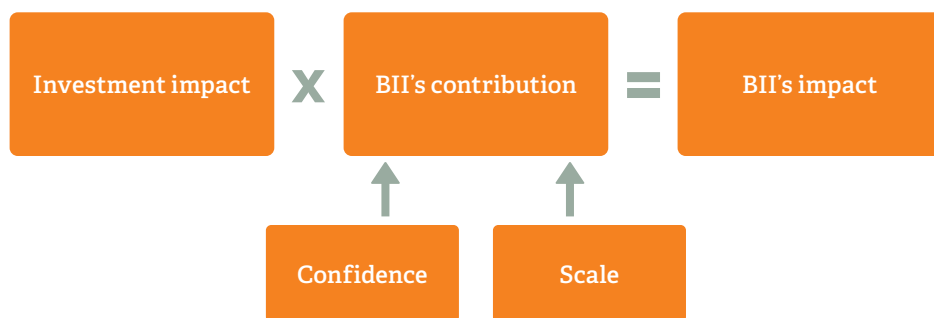 Investment impact x BII's contribution = BII's impact
Confidence Scale